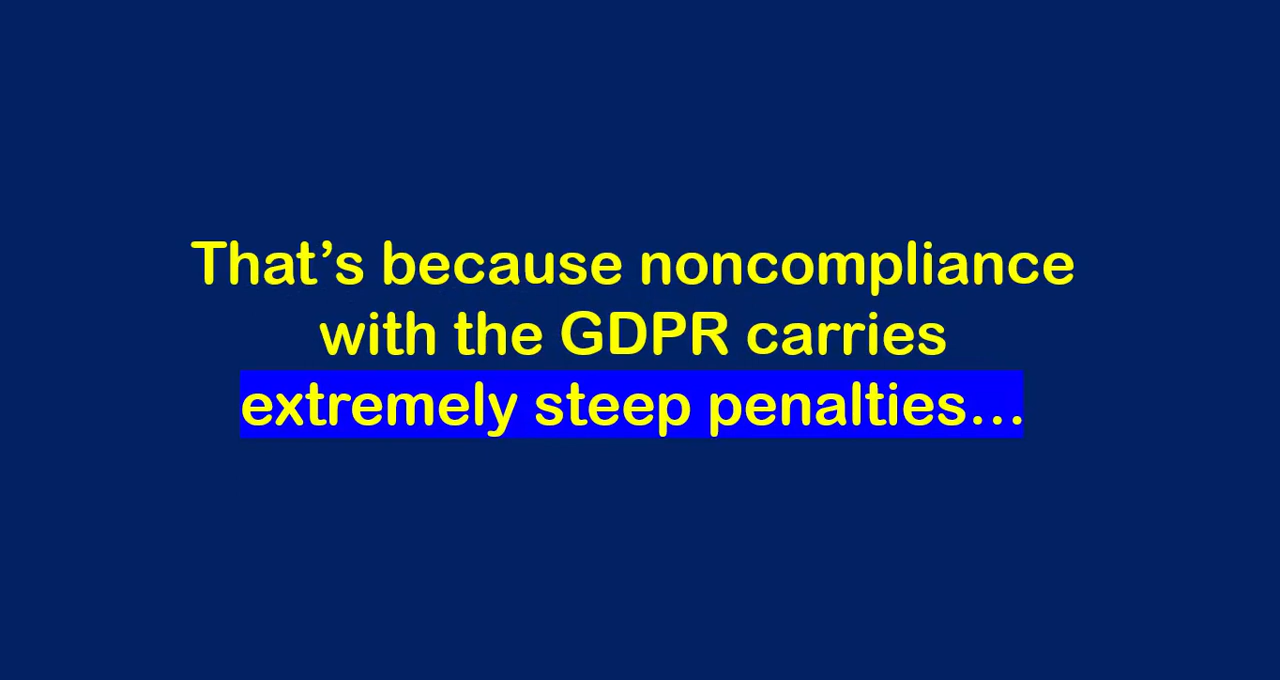 That’s because noncompliance
with the GDPR carries
extremely steep penalties…